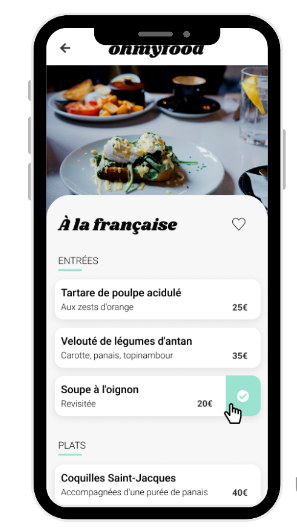 ohmyfood
À la française
ENTRÉES
Tartare de poulpe acidulé
Aux zests d'orange 25€
Velouté de légumes d'antan
Carotte, panais, topinambour 35€
Soupe à l'oignon
Revisitée 20€
PLATS
Coquilles Saint-Jacques
Accompagnées d'une purée de panais 40€